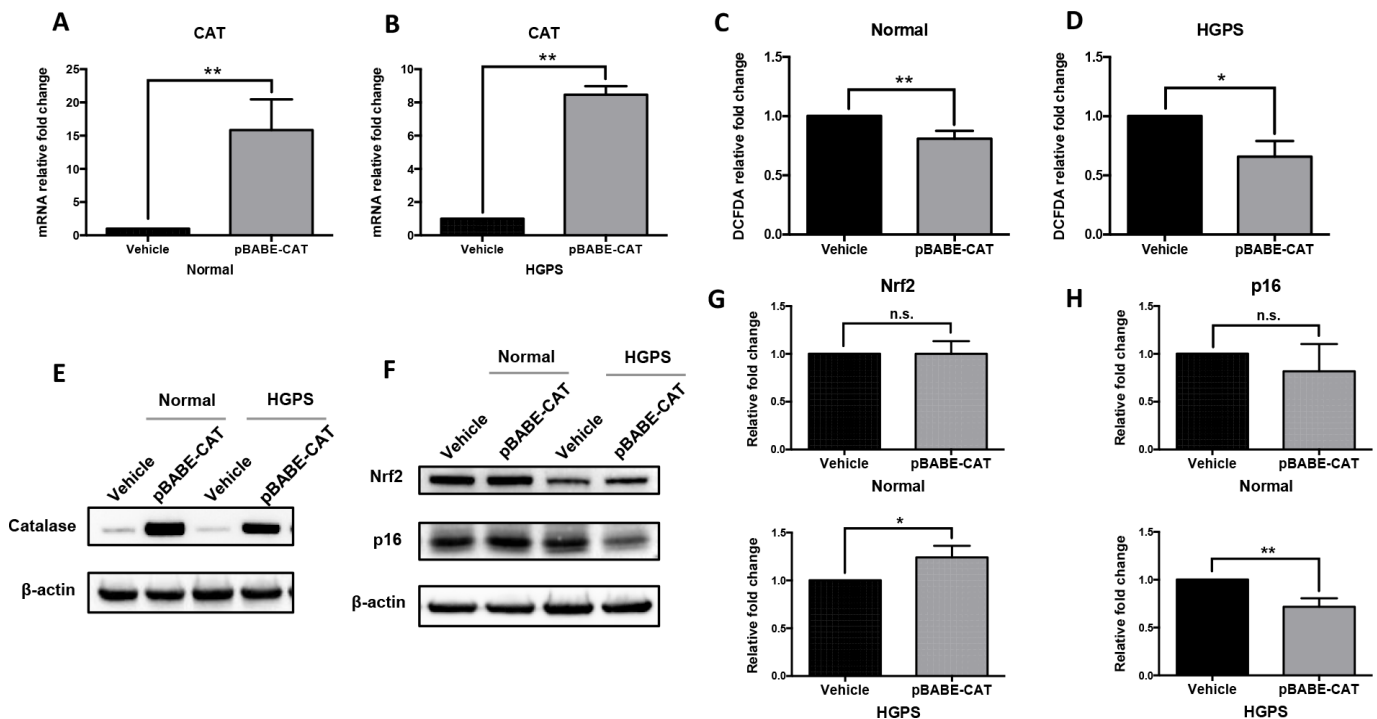 A
CAT
mRNA relative fold change
25
20
15
10
5
0
**
Vehicle
pBABE-CAT
Normal
B
CAT
mRNA relative fold change
10
8
6
4
2
0
**
Vehicle
pBABE-CAT
HGPS
C
Normal
DCFDA relative fold change
1.5
1.0
0.5
0.0
**
Vehicle
pBABE-CAT
D
HGPS
DCFDA relative fold change
1.5
1.0
0.5
0.0
*
Vehicle
pBABE-CAT
E
Normal
HGPS
Vehicle
pBABE-CAT
Vehicle
pBABE-CAT
Catalase
β-actin
F
Normal
HGPS
Vehicle
pBABE-CAT
Vehicle
pBABE-CAT
Nrf2
p16
β-actin
G
Nrf2
Relative fold change
1.5
1.0
0.5
0.0
n.s.
Vehicle
pBABE-CAT
Normal
Relative fold change
1.5
1.0
0.5
0.0
*
Vehicle
pBABE-CAT
HGPS
H
p16
Relative fold change
1.5
1.0
0.5
0.0
n.s.
Vehicle
pBABE-CAT
Normal
Relative fold change
1.5
1.0
0.5
0.0
**
Vehicle
pBABE-CAT
HGPS